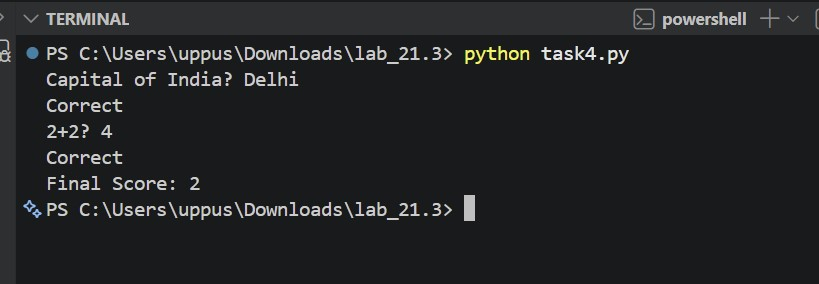 TERMINAL
powershell
PS C:\Users\uppus\Downloads\lab_21.3> python task4.py
Capital of India? Delhi
Correct
2+2? 4
Correct
Final Score: 2
PS C:\Users\uppus\Downloads\lab_21.3>